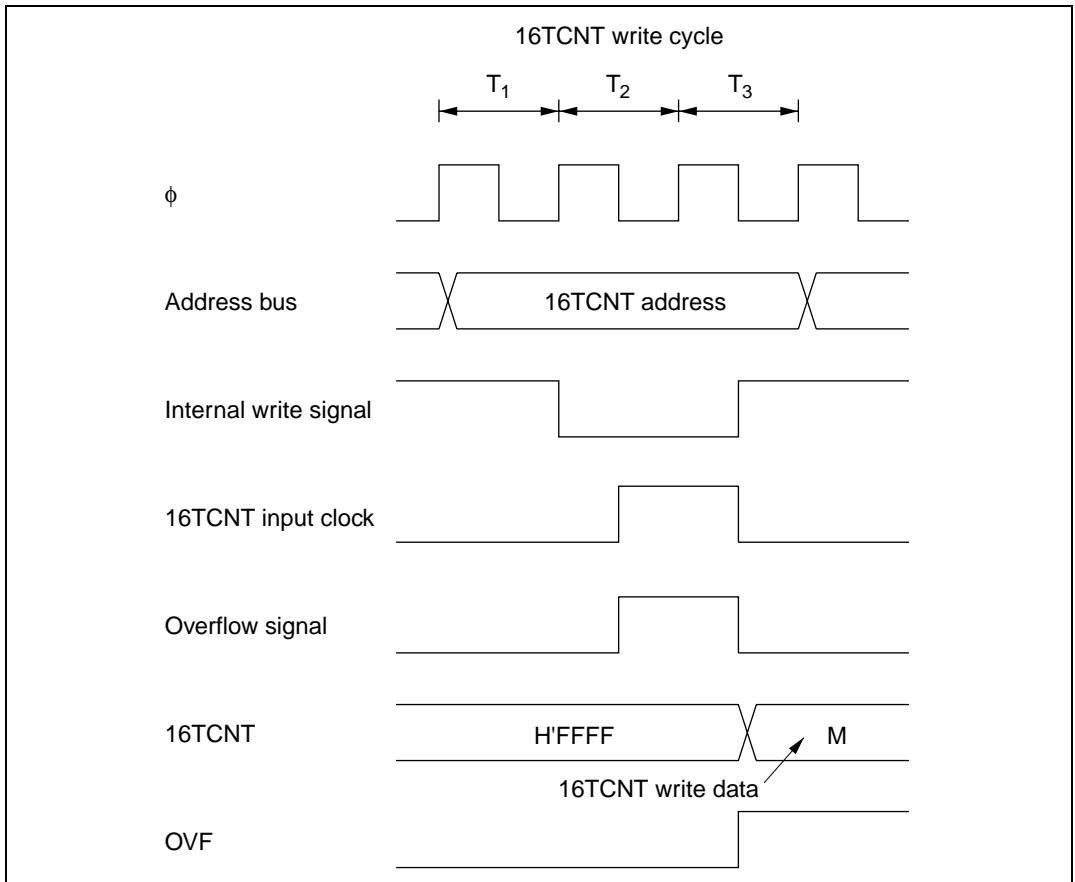 16TCNT write cycle
T1 T2 T3
φ
Address bus
16TCNT address
Internal write signal
16TCNT input clock
Overflow signal
16TCNT
H'FFFF
M
16TCNT write data
OVF